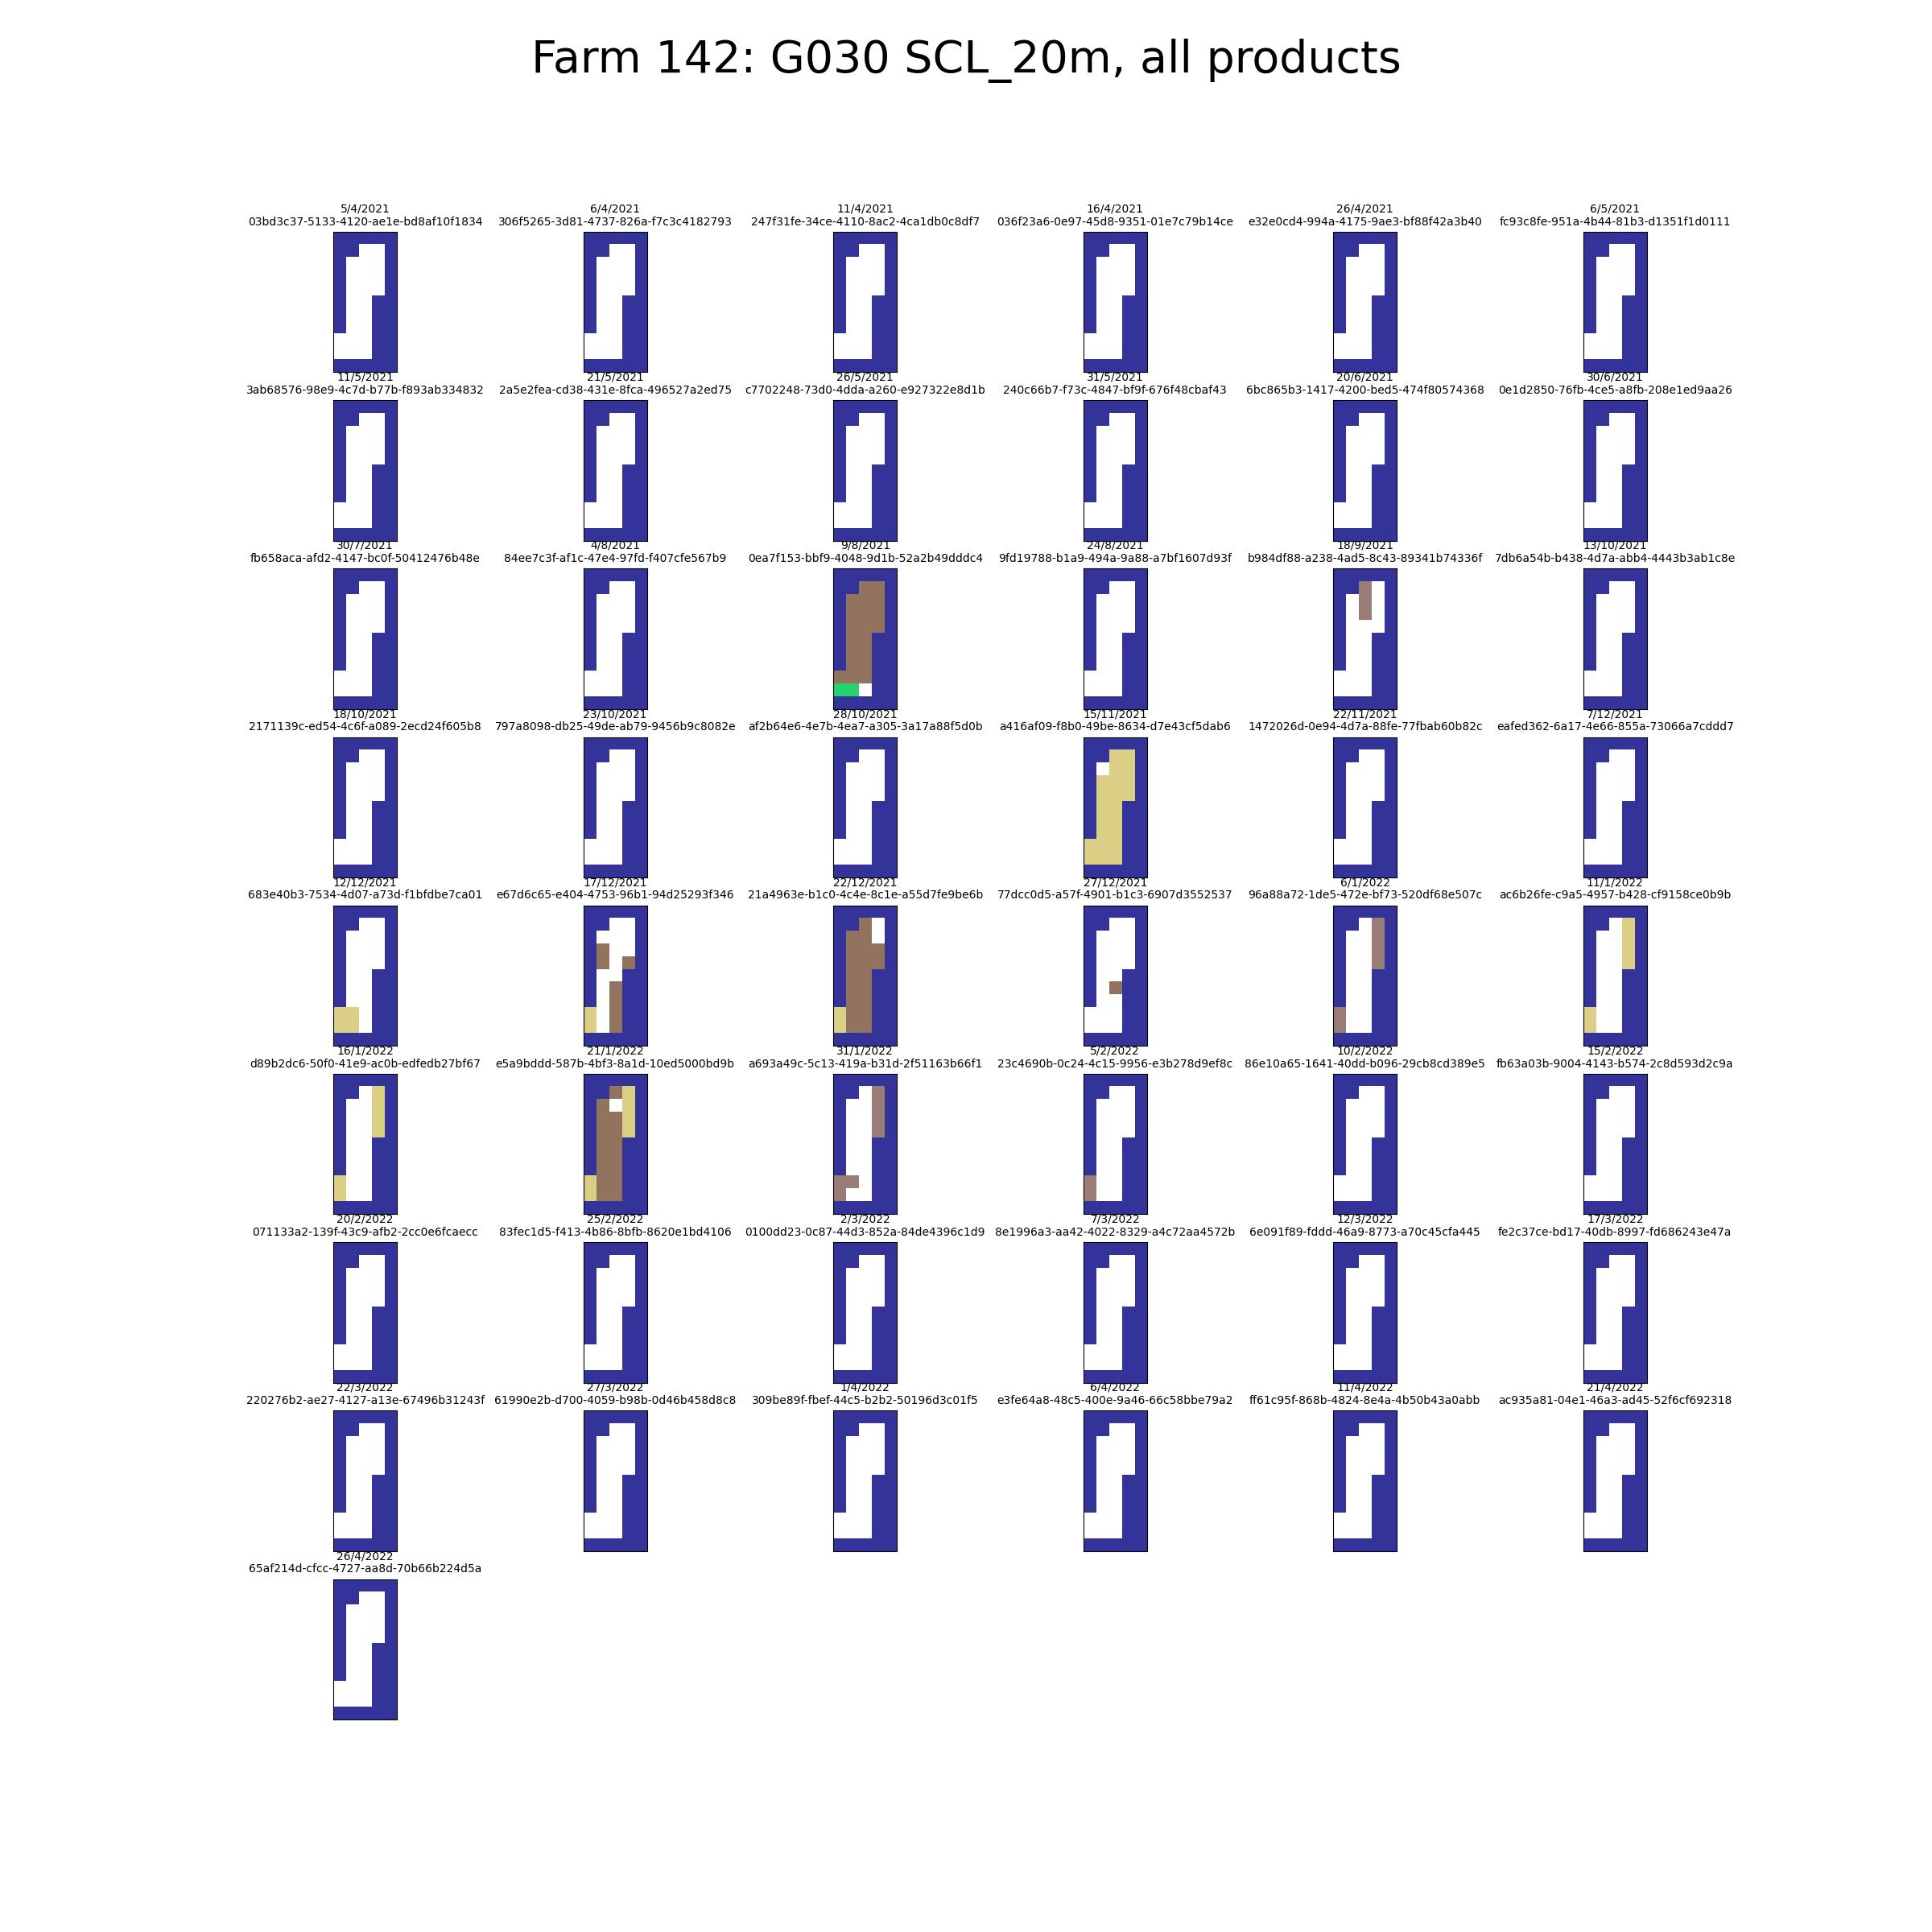 Farm 142: G030 SCL_20m, all products
5/4/2021
03bd3c37-5133-4120-ae1e-bd8af10f1834
6/4/2021
306f5265-3d81-4737-826a-f7c3c4182793
11/4/2021
247f31fe-34ce-4110-8ac2-4ca1db0c8df7
16/4/2021
036f23a6-0e97-45d8-9351-01e7c79b14ce
26/4/2021
e32e0cd4-994a-4175-9ae3-bf88f42a3b40
6/5/2021
fc93c8fe-951a-4b44-81b3-d1351f1d0111
11/5/2021
3ab68576-98e9-4c7d-b77b-f893ab334832
21/5/2021
2a5e2fea-cd38-431e-8fca-496527a2ed75
26/5/2021
c7702248-73d0-4dda-a260-e927322e8d1b
31/5/2021
240c66b7-f73c-4847-bf9f-676f48cbaf43
20/6/2021
6bc865b3-1417-4200-bed5-474f80574368
30/6/2021
0e1d2850-76fb-4ce5-a8fb-208e1ed9aa26
30/7/2021
fb658aca-afd2-4147-bc0f-50412476b48e
4/8/2021
84ee7c3f-af1c-47e4-97fd-f407cfe567b9
9/8/2021
0ea7f153-bbf9-4048-9d1b-52a2b49dddc4
24/8/2021
9fd19788-b1a9-494a-9a88-a7bf1607d93f
18/9/2021
b984df88-a238-4ad5-8c43-89341b74336f
13/10/2021
7db6a54b-b438-4d7a-abb4-4443b3ab1c8e
18/10/2021
2171139c-ed54-4c6f-a089-2ecd24f605b8
23/10/2021
797a8098-db25-49de-ab79-9456b9c8082e
28/10/2021
af2b64e6-4e7b-4ea7-a305-3a17a88f5d0b
15/11/2021
a416af09-f8b0-49be-8634-d7e43cf5dab6
22/11/2021
1472026d-0e94-4d7a-88fe-77fbab60b82c
7/12/2021
eafed362-6a17-4e66-855a-73066a7cddd7
12/12/2021
683e40b3-7534-4d07-a73d-f1bfdbe7ca01
17/12/2021
e67d6c65-e404-4753-96b1-94d25293f346
22/12/2021
21a4963e-b1c0-4c4e-8c1e-a55d7fe9be6b
27/12/2021
77dcc0d5-a57f-4901-b1c3-6907d3552537
6/1/2022
96a88a72-1de5-472e-bf73-520df68e507c
11/1/2022
ac6b26fe-c9a5-4957-b428-cf9158ce0b9b
16/1/2022
d89b2dc6-50f0-41e9-ac0b-edfedb27bf67
21/1/2022
e5a9bddd-587b-4bf3-8a1d-10ed5000bd9b
31/1/2022
a693a49c-5c13-419a-b31d-2f51163b66f1
5/2/2022
23c4690b-0c24-4c15-9956-e3b278d9ef8c
10/2/2022
86e10a65-1641-40dd-b096-29cb8cd389e5
15/2/2022
fb63a03b-9004-4143-b574-2c8d593d2c9a
20/2/2022
071133a2-139f-43c9-afb2-2cc0e6fcaecc
25/2/2022
83fec1d5-f413-4b86-8bfb-8620e1bd4106
2/3/2022
0100dd23-0c87-44d3-852a-84de4396c1d9
7/3/2022
8e1996a3-aa42-4022-8329-a4c72aa4572b
12/3/2022
6e091f89-fddd-46a9-8773-a70c45cfa445
17/3/2022
fe2c37ce-bd17-40db-8997-fd686243e47a
22/3/2022
220276b2-ae27-4127-a13e-67496b31243f
27/3/2022
61990e2b-d700-4059-b98b-0d46b458d8c8
1/4/2022
309be89f-fbef-44c5-b2b2-50196d3c01f5
6/4/2022
e3fe64a8-48c5-400e-9a46-66c58bbe79a2
11/4/2022
ff61c95f-868b-4824-8e4a-4b50b43a0abb
21/4/2022
ac935a81-04e1-46a3-ad45-52f6cf692318
26/4/2022
65af214d-cfcc-4727-aa8d-70b66b224d5a